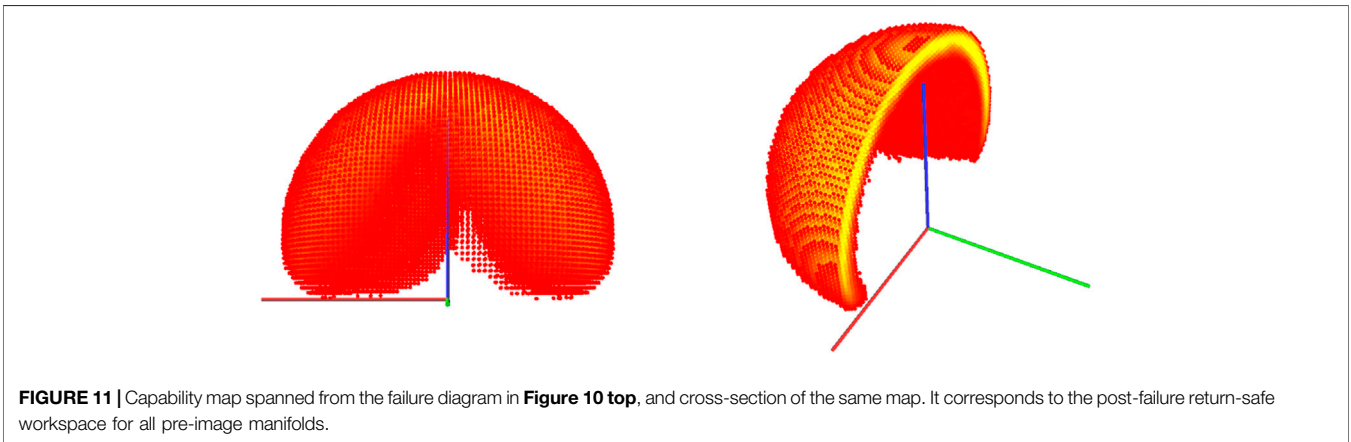 FIGURE 11 | Capability map spanned from the failure diagram in Figure 10 top, and cross-section of the same map. It corresponds to the post-failure return-safe
workspace for all pre-image manifolds.